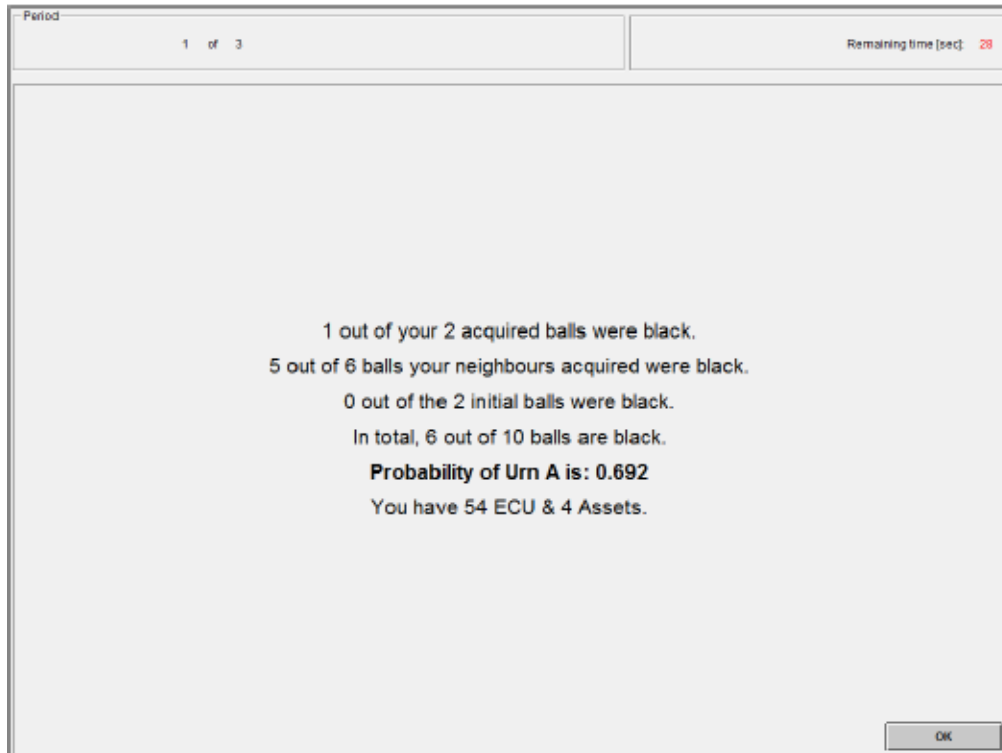 Period
1 of 3
Remaining time [sec]: 28
1 out of your 2 acquired balls were black.
5 out of 6 balls your neighbours acquired were black.
0 out of the 2 initial balls were black.
In total, 6 out of 10 balls are black.
Probability of Urn A is: 0.692
You have 54 ECU & 4 Assets.
OK